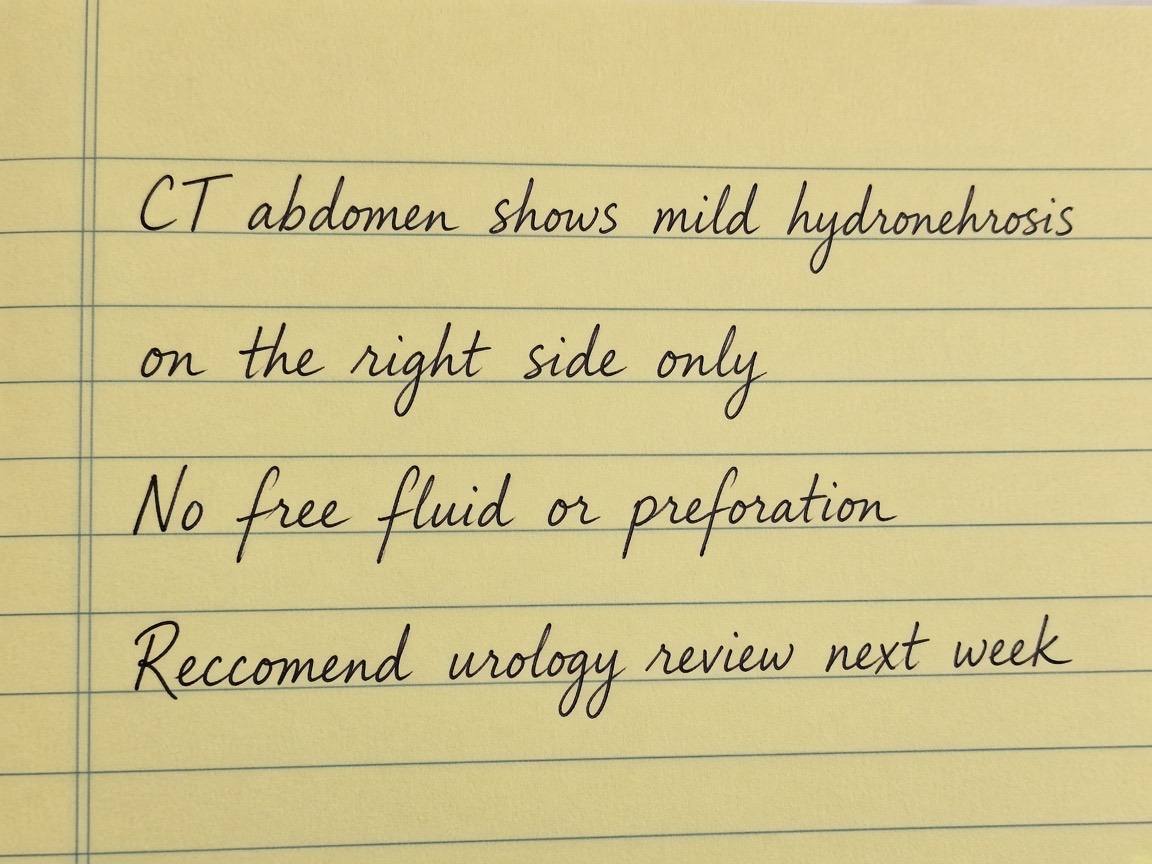 CT abdomen shows mild hydronehrosis
on the right side only
No free fluid or preforation
Reccomend urology review next week